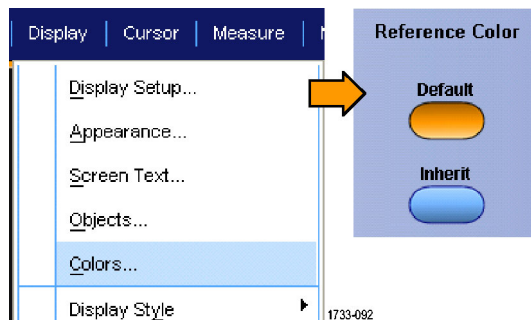 Display Cursor Measure
Display Setup...
Appearance...
Screen Text...
Objects...
Colors...
Display Style
Reference Color
Default
Inherit
1733-092